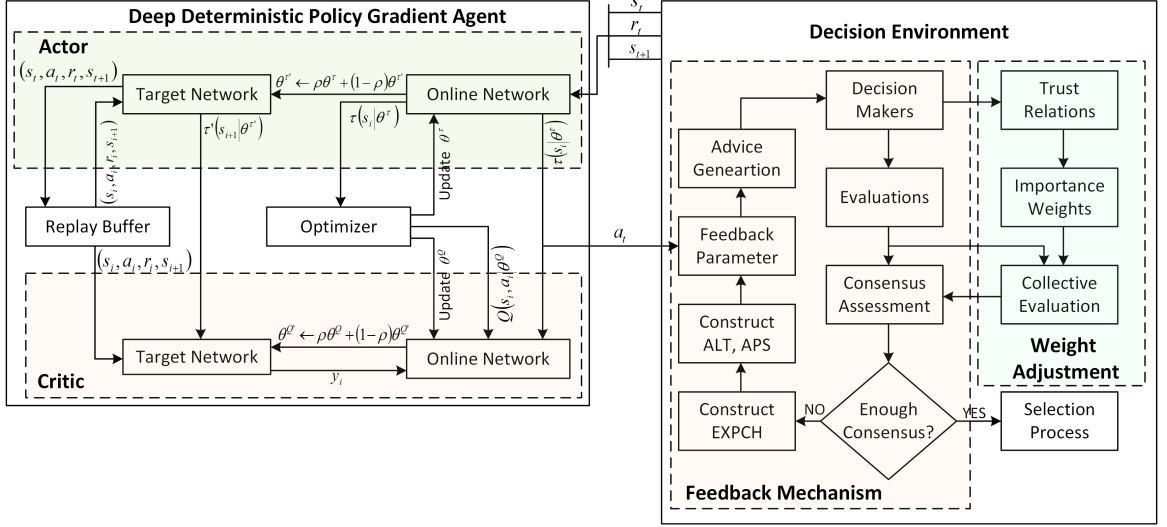 Deep Deterministic Policy Gradient Agent
Actor
(s_t, a_t, r_t, s_{t+1})
Target Network
θ^{τ'} ← ρθ^τ + (1−ρ)θ^{τ'}
Online Network
τ'(s_{i+1}|θ^{τ'})
τ(s_i|θ^τ)
τ(s_i|θ^τ)
(s_i, a_i, r_i, s_{i+1})
Update θ^τ
Replay Buffer
Optimizer
(s_i, a_i, r_i, s_{i+1})
Update θ^Q
Q(s_i, a_i|θ^Q)
Target Network
θ^{Q'} ← ρθ^Q + (1−ρ)θ^{Q'}
Online Network
y_i
Critic
s_t
r_t
s_{t+1}
a_t
Decision Environment
Decision
Makers
Trust
Relations
Advice
Geneartion
Evaluations
Importance
Weights
Feedback
Parameter
Consensus
Assessment
Collective
Evaluation
Construct
ALT, APS
Weight
Adjustment
Construct
EXPCH
NO
Enough
Consensus?
YES
Selection
Process
Feedback Mechanism